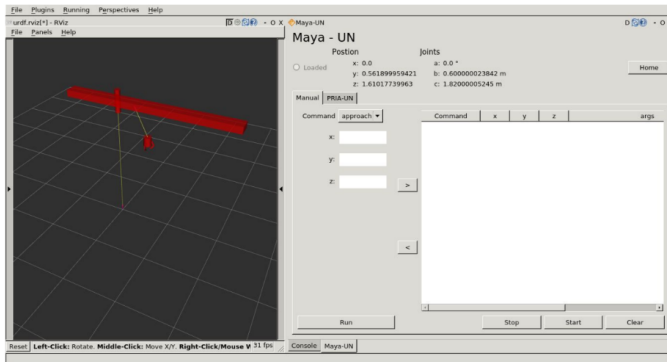 File Plugins Running Perspectives Help
urdf.rviz[*] - RViz
D
- O X
Maya-UN
D
- O
File Panels Help
Maya - UN
Postion Joints
Loaded
x: 0.0 a: 0.0 °
y: 0.561899959421 b: 0.600000023842 m
z: 1.61017739963 c: 1.82000005245 m
Home
Manual PRIA-UN
Command approach
Command x y z args
x:
y:
z:
>
<
Run Stop Start Clear
Reset Left-Click: Rotate. Middle-Click: Move X/Y. Right-Click/Mouse W 31 fps
Console Maya-UN